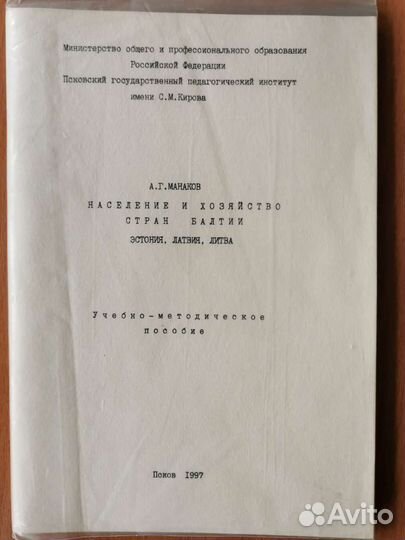 Министерство общего и профессионального образования
Российской Федерации
Псковский государственный педагогический институт
имени С.М.Кирова
А.Г.МАНАКОВ
НАСЕЛЕНИЕ И ХОЗЯЙСТВО
СТРАН БАЛТИИ
ЭСТОНИЯ, ЛАТВИЯ, ЛИТВА
Учебно-методическое
пособие
Псков 1997
Avito